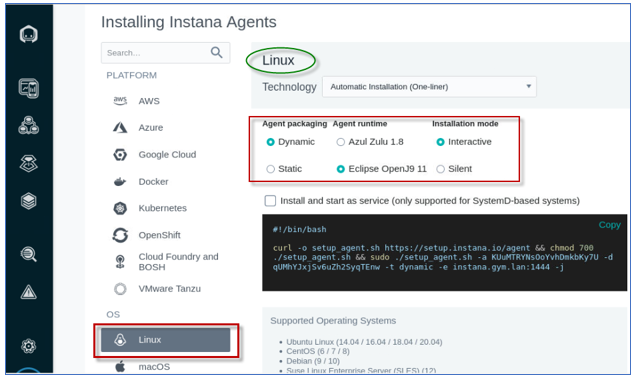 Installing Instana Agents
Search...
PLATFORM
aws AWS
Azure
Google Cloud
Docker
Kubernetes
OpenShift
Cloud Foundry and
BOSH
VMware Tanzu
OS
Linux
macOS
Linux
Technology Automatic Installation (One-liner)
Agent packaging Agent runtime Installation mode
Dynamic Azul Zulu 1.8 Interactive
Static Eclipse OpenJ9 11 Silent
Install and start as service (only supported for SystemD-based systems)
Copy
#!/bin/bash
curl -o setup_agent.sh https://setup.instana.io/agent && chmod 700
./setup_agent.sh && sudo ./setup_agent.sh -a KUuMTRYNsOoYvhDmkbKy7U -d
qUMhYJxjSv6uZh2SyqTEnw -t dynamic -e instana.gym.lan:1444 -j
Supported Operating Systems
Ubuntu Linux (14.04 / 16.04 / 18.04 / 20.04)
CentOS (6 / 7 / 8)
Debian (9 / 10)
Suse Linux Enterprise Server (SLES) (12)